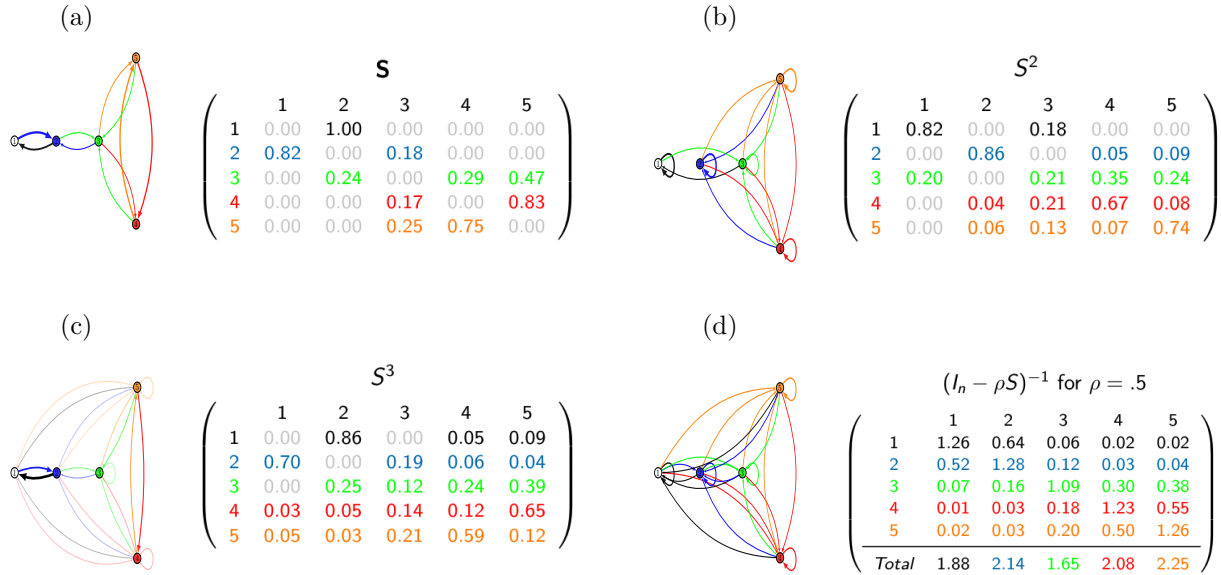 (a)
S
1 2 3 4 5
1 0.00 1.00 0.00 0.00 0.00
2 0.82 0.00 0.18 0.00 0.00
3 0.00 0.24 0.00 0.29 0.47
4 0.00 0.00 0.17 0.00 0.83
5 0.00 0.00 0.25 0.75 0.00
(b)
S²
1 2 3 4 5
1 0.82 0.00 0.18 0.00 0.00
2 0.00 0.86 0.00 0.05 0.09
3 0.20 0.00 0.21 0.35 0.24
4 0.00 0.04 0.21 0.67 0.08
5 0.00 0.06 0.13 0.07 0.74
(c)
S³
1 2 3 4 5
1 0.00 0.86 0.00 0.05 0.09
2 0.70 0.00 0.19 0.06 0.04
3 0.00 0.25 0.12 0.24 0.39
4 0.03 0.05 0.14 0.12 0.65
5 0.05 0.03 0.21 0.59 0.12
(d)
(Iₙ − ρS)⁻¹ for ρ = .5
1 2 3 4 5
1 1.26 0.64 0.06 0.02 0.02
2 0.52 1.28 0.12 0.03 0.04
3 0.07 0.16 1.09 0.30 0.38
4 0.01 0.03 0.18 1.23 0.55
5 0.02 0.03 0.20 0.50 1.26
Total 1.88 2.14 1.65 2.08 2.25